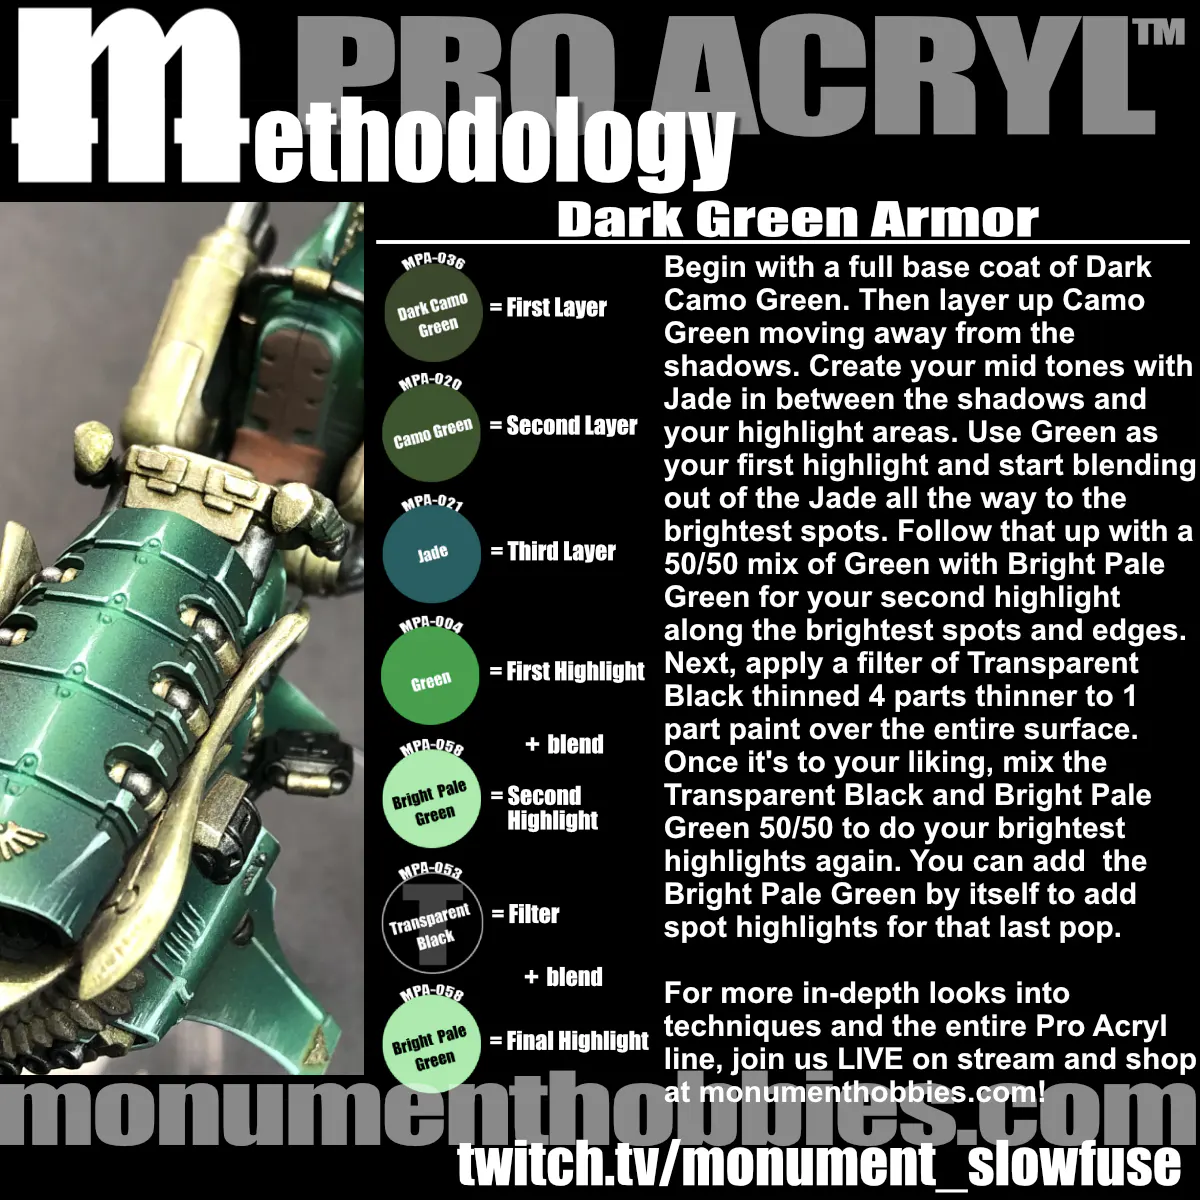 PRO ACRYL™
methodology
Dark Green Armor
MPA-036
Dark Camo
Green
= First Layer
MPA-020
Camo Green
= Second Layer
MPA-021
Jade
= Third Layer
MPA-004
Green
= First Highlight
+ blend
MPA-058
Bright Pale
Green
= Second
Highlight
MPA-053
T
Transparent
Black
= Filter
+ blend
MPA-058
Bright Pale
Green
= Final Highlight
Begin with a full base coat of Dark
Camo Green. Then layer up Camo
Green moving away from the
shadows. Create your mid tones with
Jade in between the shadows and
your highlight areas. Use Green as
your first highlight and start blending
out of the Jade all the way to the
brightest spots. Follow that up with a
50/50 mix of Green with Bright Pale
Green for your second highlight
along the brightest spots and edges.
Next, apply a filter of Transparent
Black thinned 4 parts thinner to 1
part paint over the entire surface.
Once it's to your liking, mix the
Transparent Black and Bright Pale
Green 50/50 to do your brightest
highlights again. You can add the
Bright Pale Green by itself to add
spot highlights for that last pop.
For more in-depth looks into
techniques and the entire Pro Acryl
line, join us LIVE on stream and shop
at monumenthobbies.com!
monumenthobbies.com
twitch.tv/monument_slowfuse